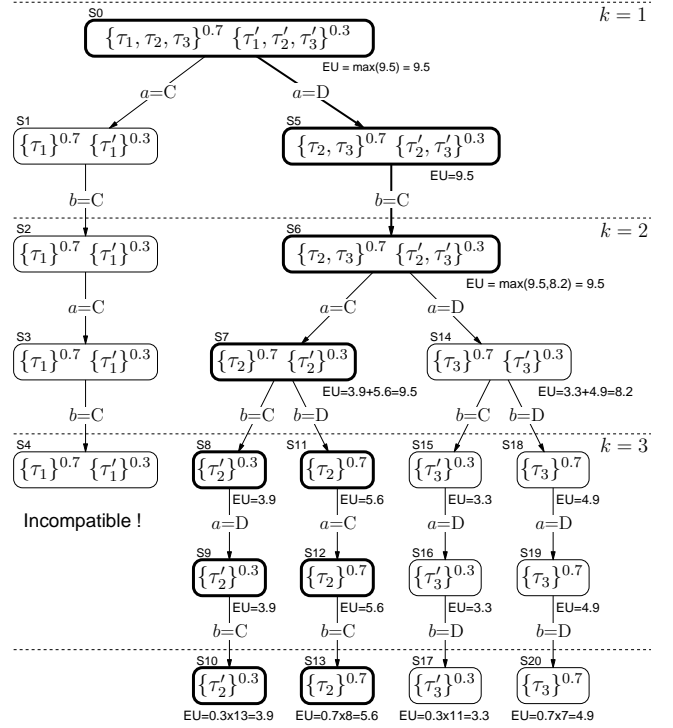 S0
k = 1
{τ₁, τ₂, τ₃}^0.7 {τ′₁, τ′₂, τ′₃}^0.3
EU = max(9.5) = 9.5
a=C a=D
S1 S5
{τ₁}^0.7 {τ′₁}^0.3 {τ₂, τ₃}^0.7 {τ′₂, τ′₃}^0.3
EU=9.5
b=C b=C
S2 S6 k = 2
{τ₁}^0.7 {τ′₁}^0.3 {τ₂, τ₃}^0.7 {τ′₂, τ′₃}^0.3
EU = max(9.5,8.2) = 9.5
a=C a=C a=D
S3 S7 S14
{τ₁}^0.7 {τ′₁}^0.3 {τ₂}^0.7 {τ′₂}^0.3 {τ₃}^0.7 {τ′₃}^0.3
EU=3.9+5.6=9.5 EU=3.3+4.9=8.2
b=C b=C b=D b=C b=D
S4 S8 S11 S15 S18 k = 3
{τ₁}^0.7 {τ′₁}^0.3 {τ′₂}^0.3 {τ₂}^0.7 {τ′₃}^0.3 {τ₃}^0.7
EU=3.9 EU=5.6 EU=3.3 EU=4.9
Incompatible ! a=D a=C a=D a=D
S9 S12 S16 S19
{τ′₂}^0.3 {τ₂}^0.7 {τ′₃}^0.3 {τ₃}^0.7
EU=3.9 EU=5.6 EU=3.3 EU=4.9
b=C b=C b=D b=D
S10 S13 S17 S20
{τ′₂}^0.3 {τ₂}^0.7 {τ′₃}^0.3 {τ₃}^0.7
EU=0.3x13=3.9 EU=0.7x8=5.6 EU=0.3x11=3.3 EU=0.7x7=4.9